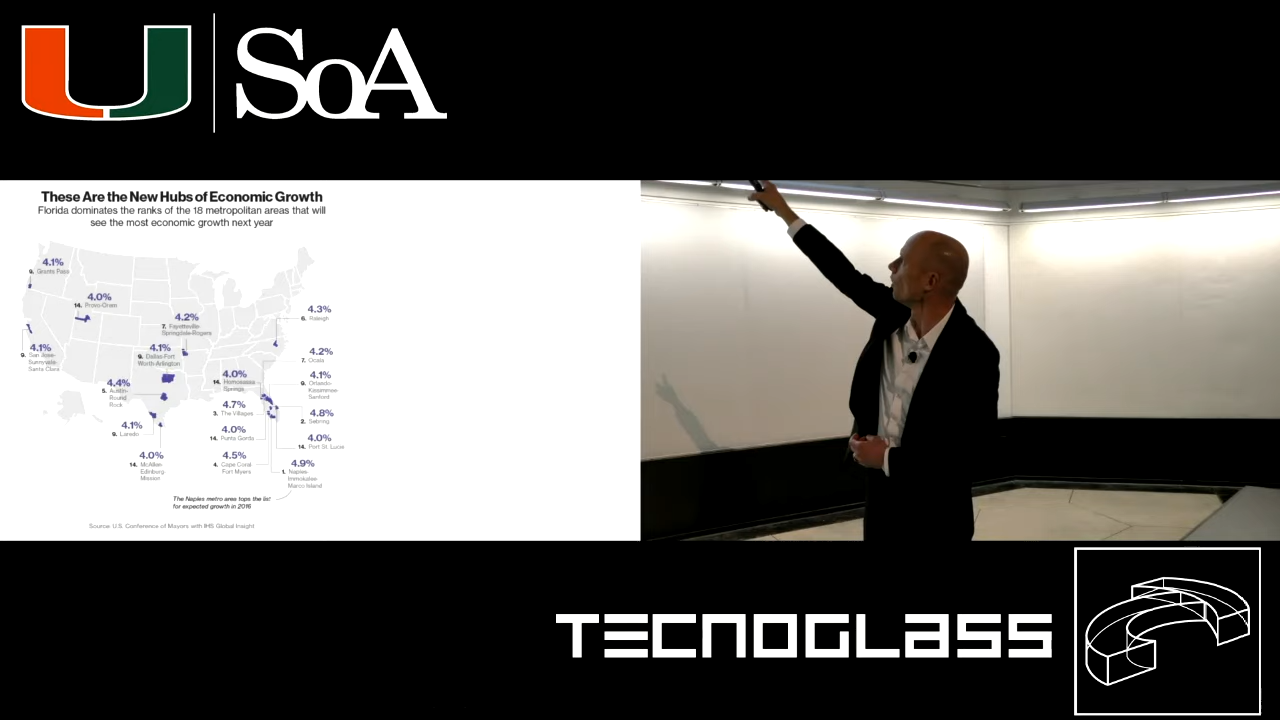 U SoA
These Are the New Hubs of Economic Growth
Florida dominates the ranks of the 18 metropolitan areas that will
see the most economic growth next year
4.1%
9. Grants Pass
4.0%
14. Provo-Orem
4.2%
7. Fayetteville-
Springdale-Rogers
4.3%
6. Raleigh
4.1%
9. San Jose-
Sunnyvale-
Santa Clara
4.1%
9. Dallas-Fort
Worth-Arlington
4.2%
7. Ocala
4.4%
5. Austin-
Round
Rock
4.0%
14. Homosassa
Springs
4.1%
9. Orlando-
Kissimmee-
Sanford
4.7%
3. The Villages
4.8%
2. Sebring
4.1%
9. Laredo
4.0%
14. Punta Gorda
4.0%
14. Port St. Lucie
4.0%
14. McAllen-
Edinburg-
Mission
4.5%
4. Cape Coral
Fort Myers
4.9%
1. Naples-
Immokalee-
Marco Island
The Naples metro area tops the list
for expected growth in 2016
Source: U.S. Conference of Mayors with IHS Global Insight
TECNOGLASS